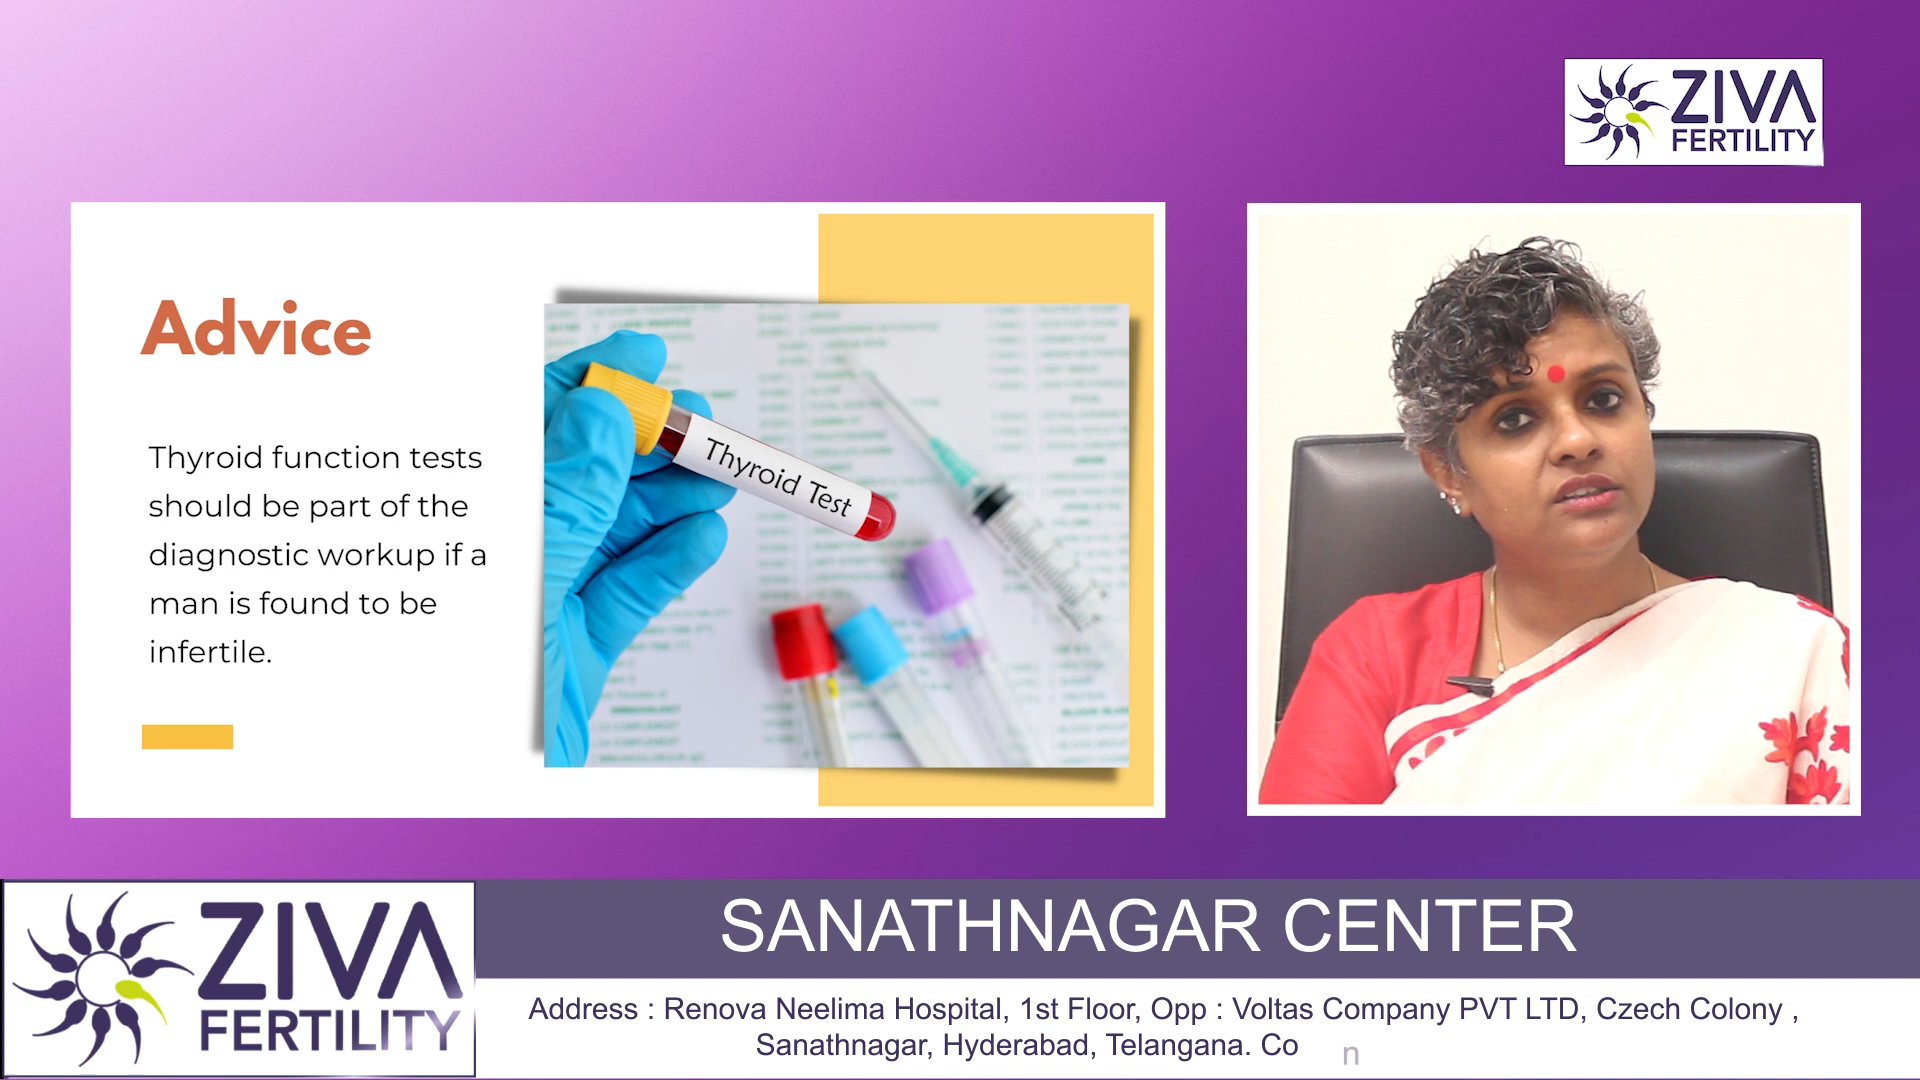 ZIVA
FERTILITY
Advice
Thyroid function tests
should be part of the
diagnostic workup if a
man is found to be
infertile.
Thyroid Test
ZIVA
FERTILITY
SANATHNAGAR CENTER
Address : Renova Neelima Hospital, 1st Floor, Opp : Voltas Company PVT LTD, Czech Colony ,
Sanathnagar, Hyderabad, Telangana. Co n